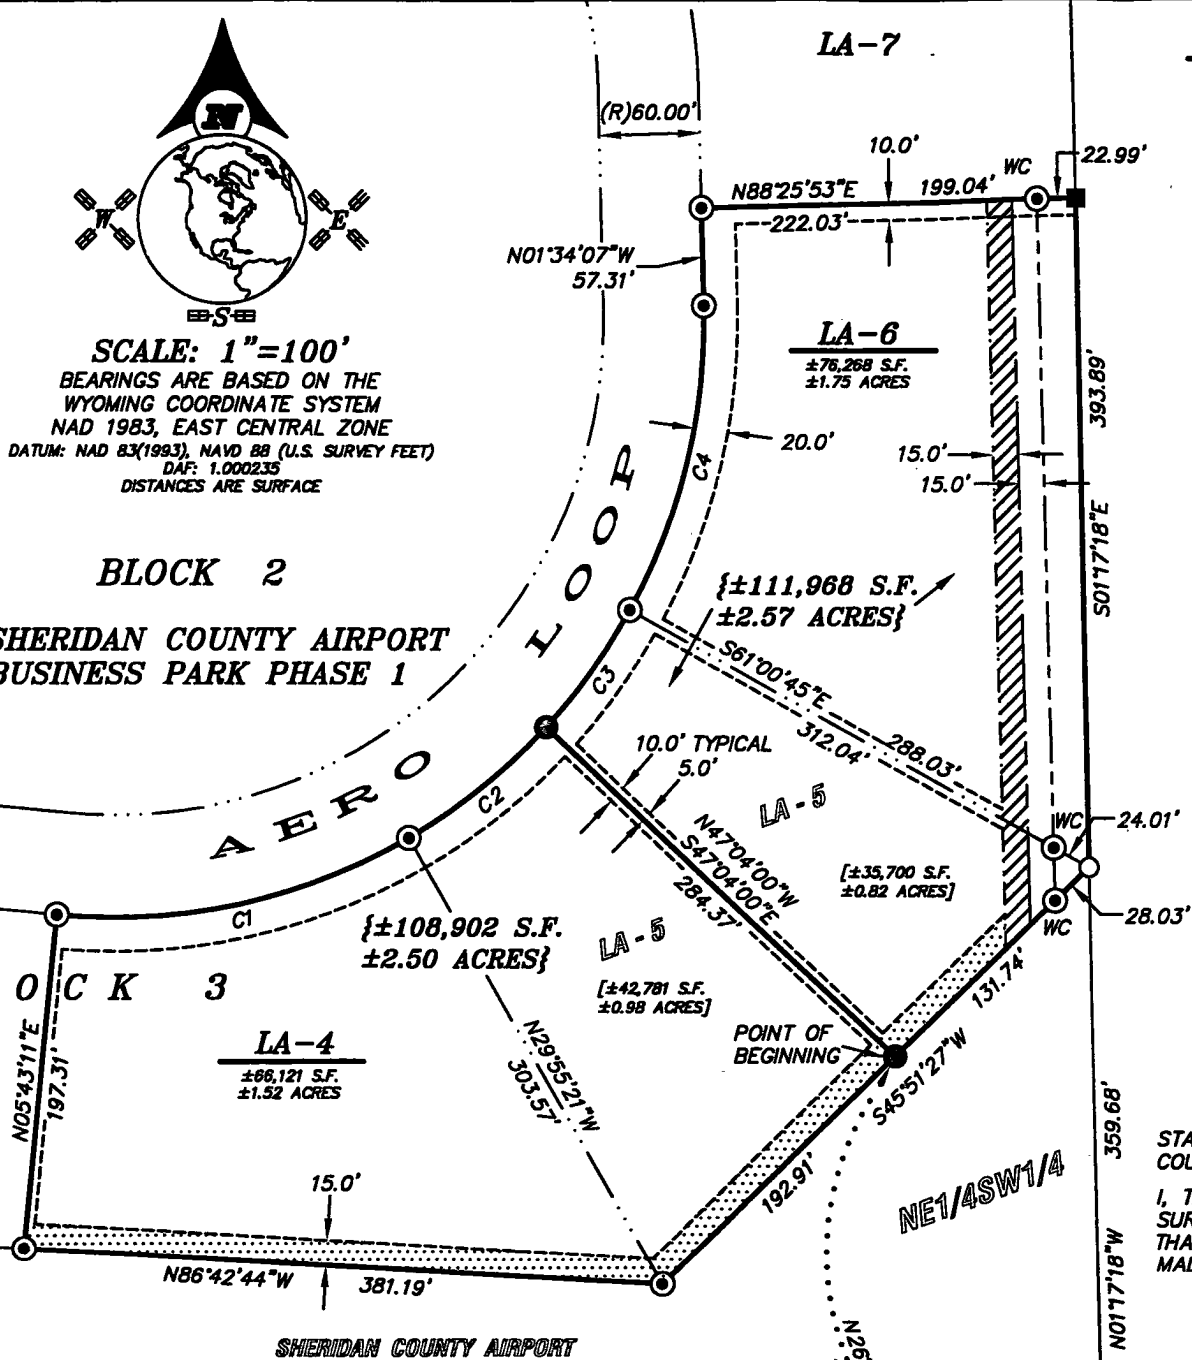 LA-7
(R)60.00'
10.0'
WC
22.99'
N88°25'53"E
199.04'
222.03'
N
W
E
S
N01°34'07"W
57.31'
SCALE: 1"=100'
BEARINGS ARE BASED ON THE
WYOMING COORDINATE SYSTEM
NAD 1983, EAST CENTRAL ZONE
DATUM: NAD 83(1993), NAVD 88 (U.S. SURVEY FEET)
DAF: 1.000235
DISTANCES ARE SURFACE
LA-6
±76,268 S.F.
±1.75 ACRES
393.89'
20.0'
C4
15.0'
15.0'
S01°17'18"E
BLOCK 2
SHERIDAN COUNTY AIRPORT
BUSINESS PARK PHASE 1
AERO LOOP
{±111,968 S.F.
±2.57 ACRES}
S61°00'45"E
312.04'
288.03'
C3
10.0' TYPICAL
5.0'
LA-5
C2
N47°04'00"W
S47°04'00"E
284.37'
WC
24.01'
[±35,700 S.F.
±0.82 ACRES]
28.03'
WC
C1
{±108,902 S.F.
±2.50 ACRES}
LA-5
[±42,781 S.F.
±0.98 ACRES]
131.74'
OCK 3
N05°43'11"E
197.31'
LA-4
±66,121 S.F.
±1.52 ACRES
N29°55'21"W
303.57'
POINT OF
BEGINNING
S45°51'27"W
192.91'
359.68'
NE1/4SW1/4
STA
COU
I, T
SUR
THA
MAD
15.0'
N86°42'44"W
381.19'
N01°17'18"W
N26°
SHERIDAN COUNTY AIRPORT